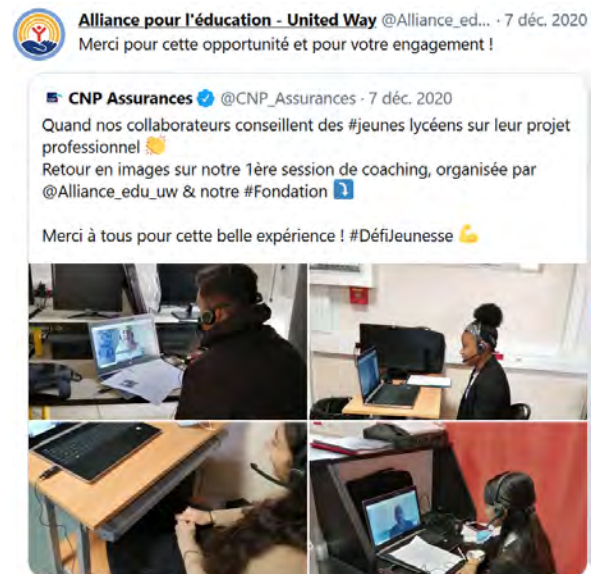 Alliance pour l'éducation - United Way @Alliance_ed... · 7 déc. 2020
Merci pour cette opportunité et pour votre engagement !
CNP Assurances @CNP_Assurances · 7 déc. 2020
Quand nos collaborateurs conseillent des #jeunes lycéens sur leur projet
professionnel 👏
Retour en images sur notre 1ère session de coaching, organisée par
@Alliance_edu_uw & notre #Fondation ⤵️
Merci à tous pour cette belle expérience ! #DéfiJeunesse 💪